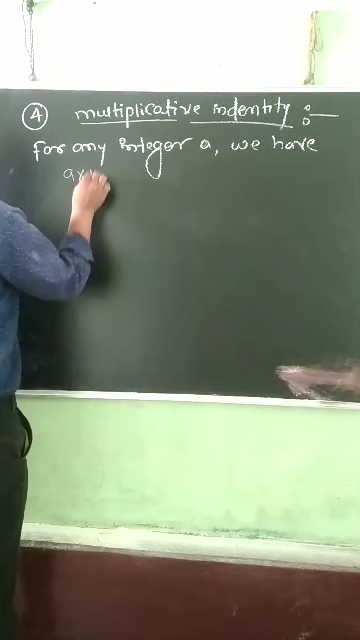 ④ multiplicative indentity :-
For any Integer a, we have
a×